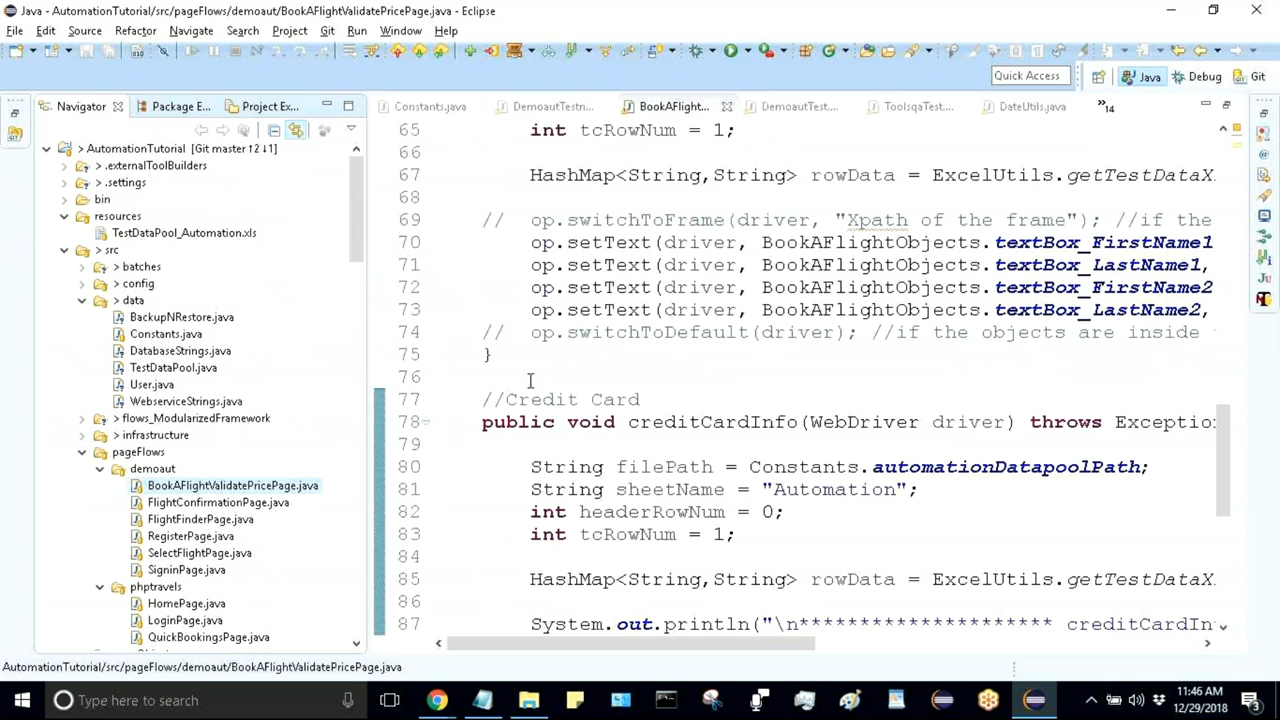 Java - AutomationTutorial/src/pageFlows/demoaut/BookAFlightValidatePricePage.java - Eclipse
File Edit Source Refactor Navigate Search Project Git Run Window Help
Quick Access Java Debug Git
Navigator Package E... Project Ex...
Constants.java DemoautTestn... BookAFlight... DemoautTest... ToolsqaTest... DateUtils.java »14
> AutomationTutorial [Git master ↑2 ↓1]
> .externalToolBuilders
> .settings
bin
resources
TestDataPool_Automation.xls
> src
> batches
> config
> data
BackupNRestore.java
Constants.java
DatabaseStrings.java
TestDataPool.java
User.java
WebserviceStrings.java
> flows_ModularizedFramework
> infrastructure
pageFlows
demoaut
BookAFlightValidatePricePage.java
FlightConfirmationPage.java
FlightFinderPage.java
RegisterPage.java
SelectFlightPage.java
SigninPage.java
phptravels
HomePage.java
LoginPage.java
QuickBookingsPage.java
65 int tcRowNum = 1;
66
67 HashMap<String,String> rowData = ExcelUtils.getTestDataX
68
69 // op.switchToFrame(driver, "Xpath of the frame"); //if the
70 op.setText(driver, BookAFlightObjects.textBox_FirstName1
71 op.setText(driver, BookAFlightObjects.textBox_LastName1,
72 op.setText(driver, BookAFlightObjects.textBox_FirstName2
73 op.setText(driver, BookAFlightObjects.textBox_LastName2,
74 // op.switchToDefault(driver); //if the objects are inside
75 }
76
77 //Credit Card
78 public void creditCardInfo(WebDriver driver) throws Exception
79
80 String filePath = Constants.automationDatapoolPath;
81 String sheetName = "Automation";
82 int headerRowNum = 0;
83 int tcRowNum = 1;
84
85 HashMap<String,String> rowData = ExcelUtils.getTestDataX
86
87 System.out.println("\n********************* creditCardIn
AutomationTutorial/src/pageFlows/demoaut/BookAFlightValidatePricePage.java
Type here to search
11:46 AM
12/29/2018
3